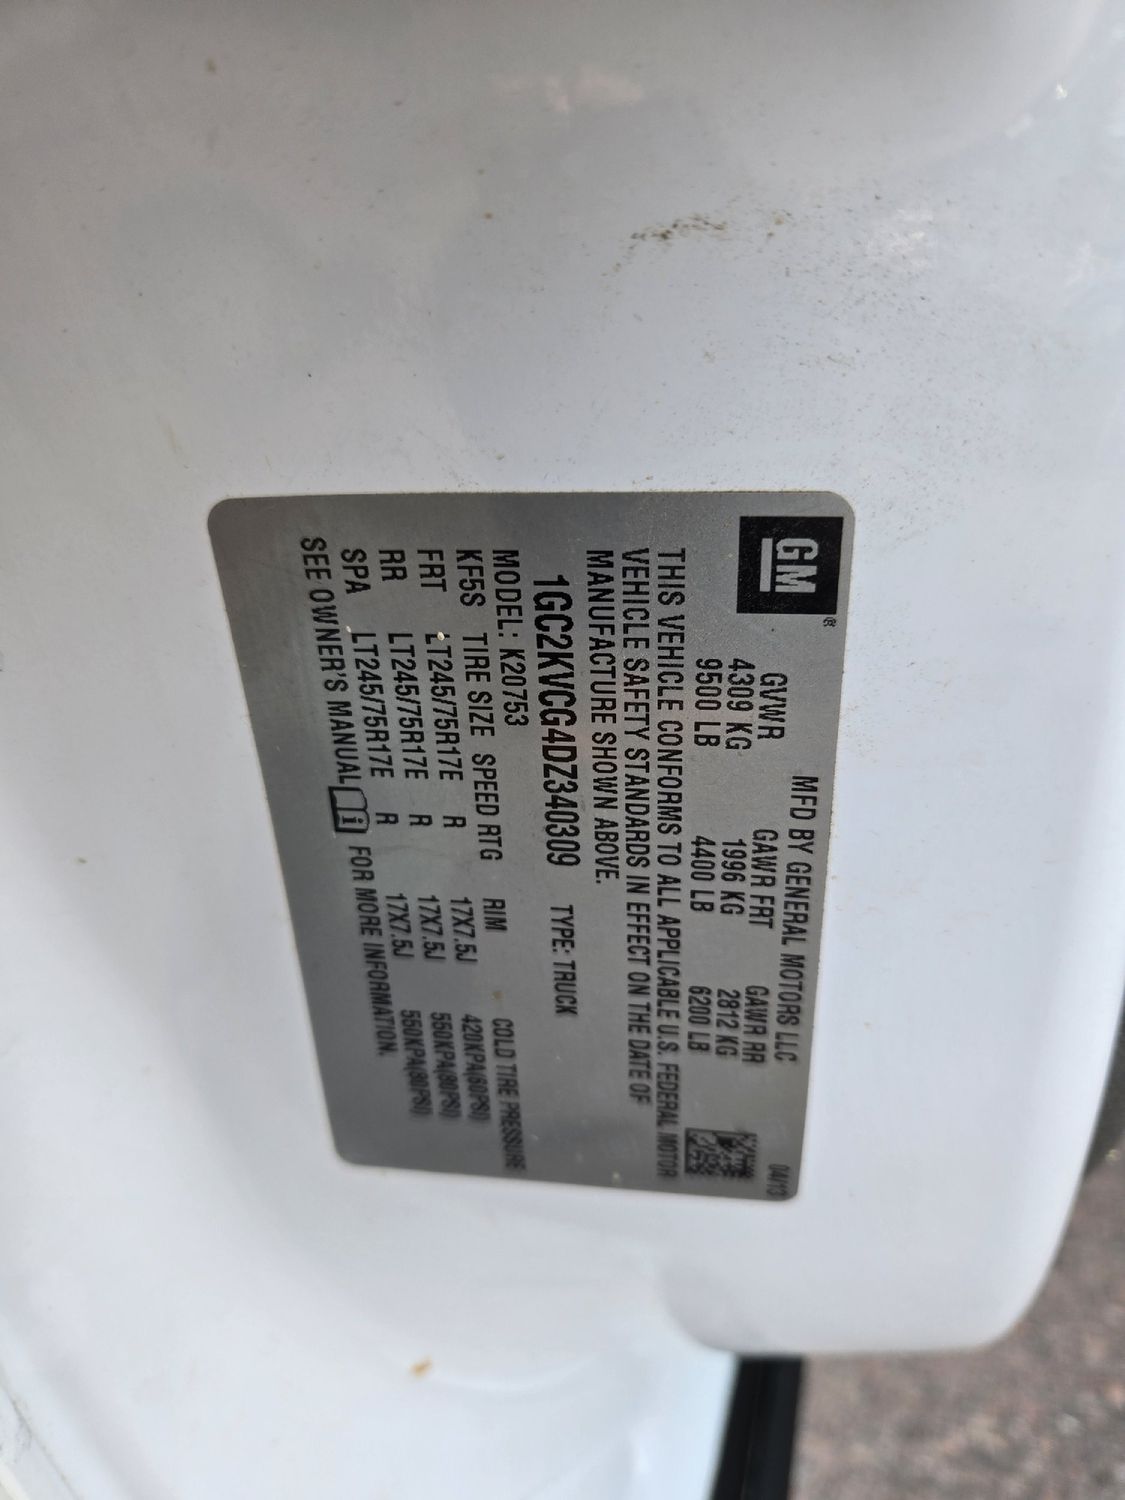 GM ®
MFD BY GENERAL MOTORS LLC 04/13
GVWR GAWR FRT GAWR RR
4309 KG 1996 KG 2812 KG
9500 LB 4400 LB 6200 LB
THIS VEHICLE CONFORMS TO ALL APPLICABLE U.S. FEDERAL MOTOR
VEHICLE SAFETY STANDARDS IN EFFECT ON THE DATE OF
MANUFACTURE SHOWN ABOVE.
1GC2KVCG4DZ340309 TYPE: TRUCK
MODEL: K20753
KF5S TIRE SIZE SPEED RTG RIM COLD TIRE PRESSURE
FRT LT245/75R17E R 17X7.5J 420KPA(60PSI)
RR LT245/75R17E R 17X7.5J 550KPA(80PSI)
SPA LT245/75R17E R 17X7.5J 550KPA(80PSI)
SEE OWNER'S MANUAL FOR MORE INFORMATION.